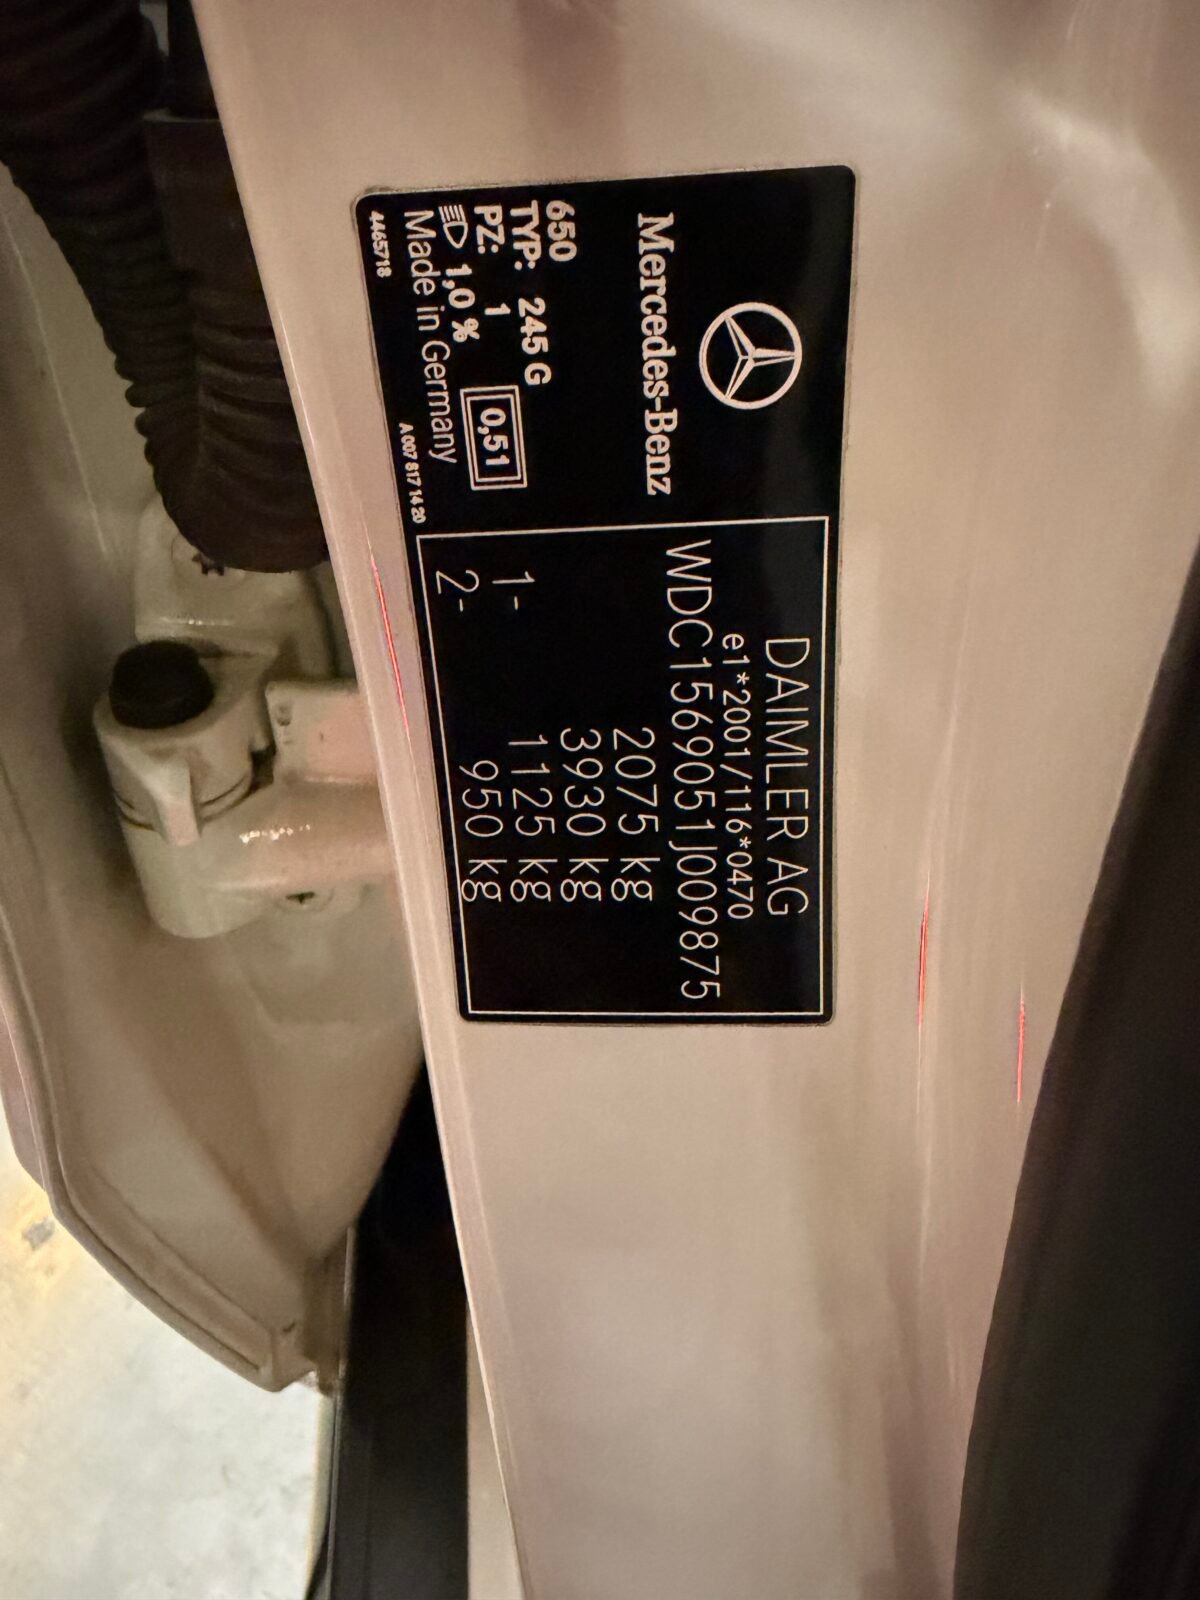 Mercedes-Benz
650
TYP: 245 G
PZ: 1
1,0 %
0,51
Made in Germany
4465718
A 007 817 14 20
DAIMLER AG
e1*2001/116*0470
WDC1569051J009875
2075 kg
3930 kg
1- 1125 kg
2- 950 kg